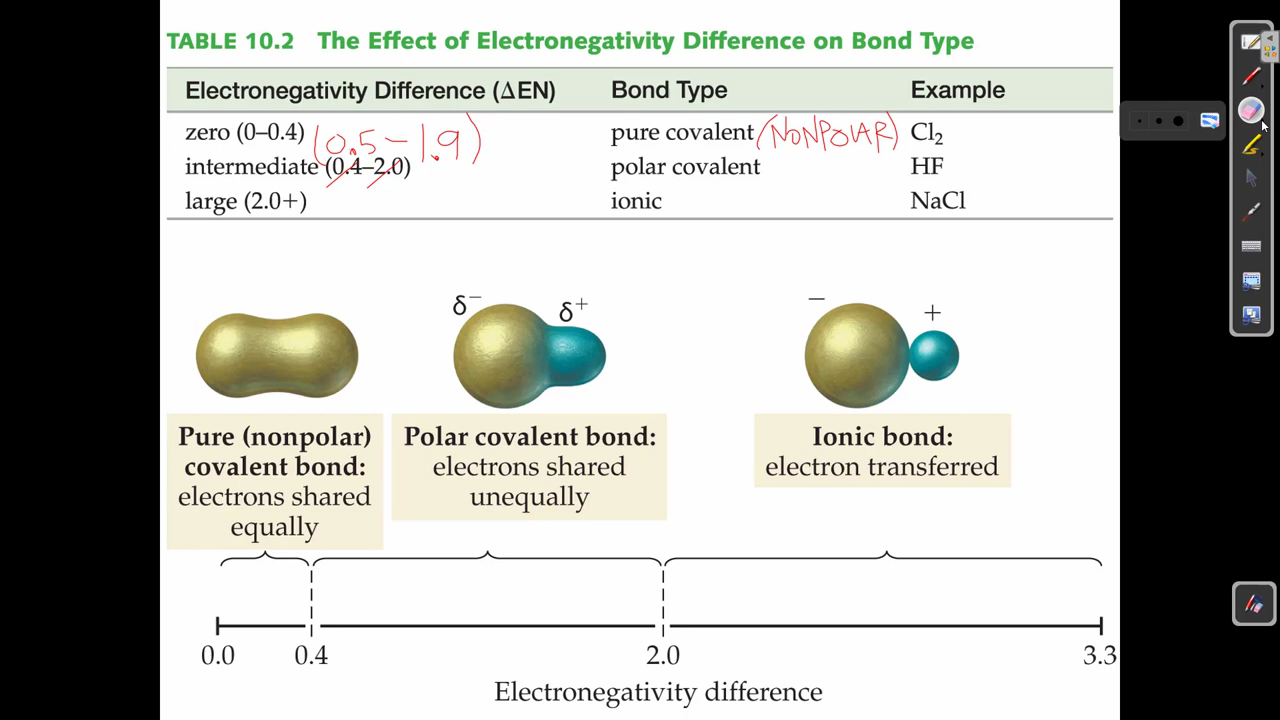 TABLE 10.2 The Effect of Electronegativity Difference on Bond Type
Electronegativity Difference (ΔEN) Bond Type Example
zero (0–0.4) (0.5 – 1.9) pure covalent (NONPOLAR) Cl₂
intermediate (0.4–2.0) polar covalent HF
large (2.0+) ionic NaCl
δ⁻ δ⁺ − +
Pure (nonpolar)
covalent bond:
electrons shared
equally
Polar covalent bond:
electrons shared
unequally
Ionic bond:
electron transferred
0.0 0.4 2.0 3.3
Electronegativity difference